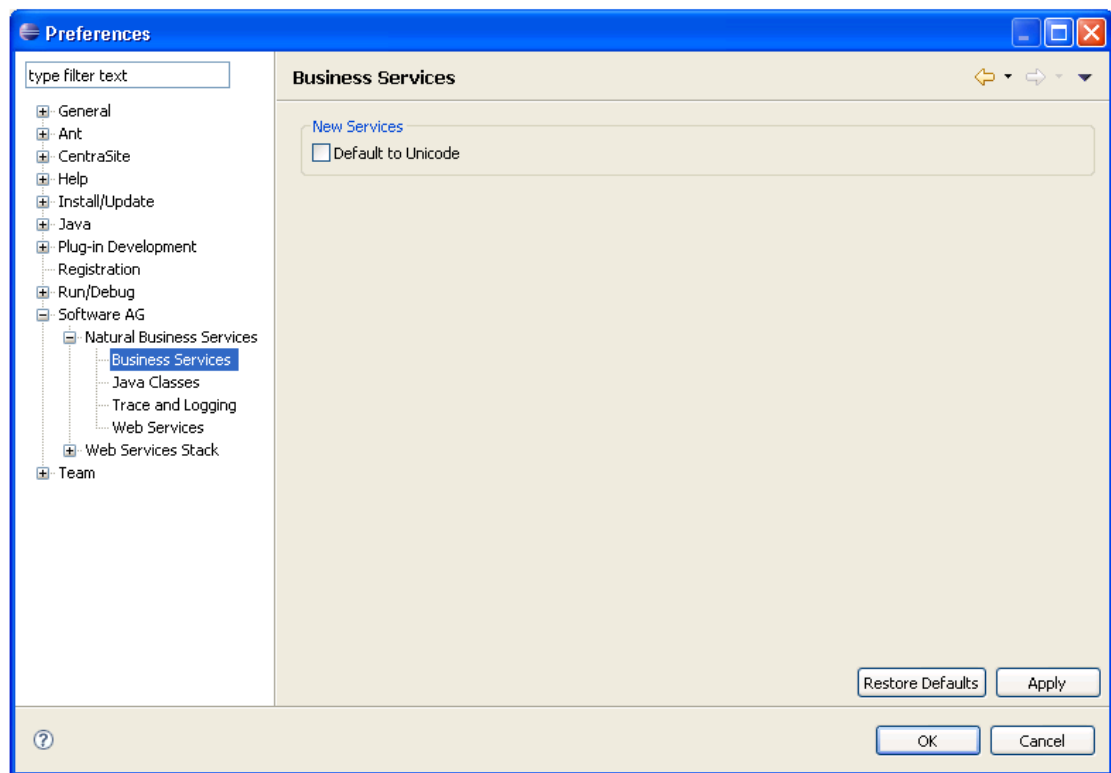 Preferences
type filter text
General
Ant
CentraSite
Help
Install/Update
Java
Plug-in Development
Registration
Run/Debug
Software AG
Natural Business Services
Business Services
Java Classes
Trace and Logging
Web Services
Web Services Stack
Team
Business Services
New Services
Default to Unicode
Restore Defaults
Apply
?
OK
Cancel